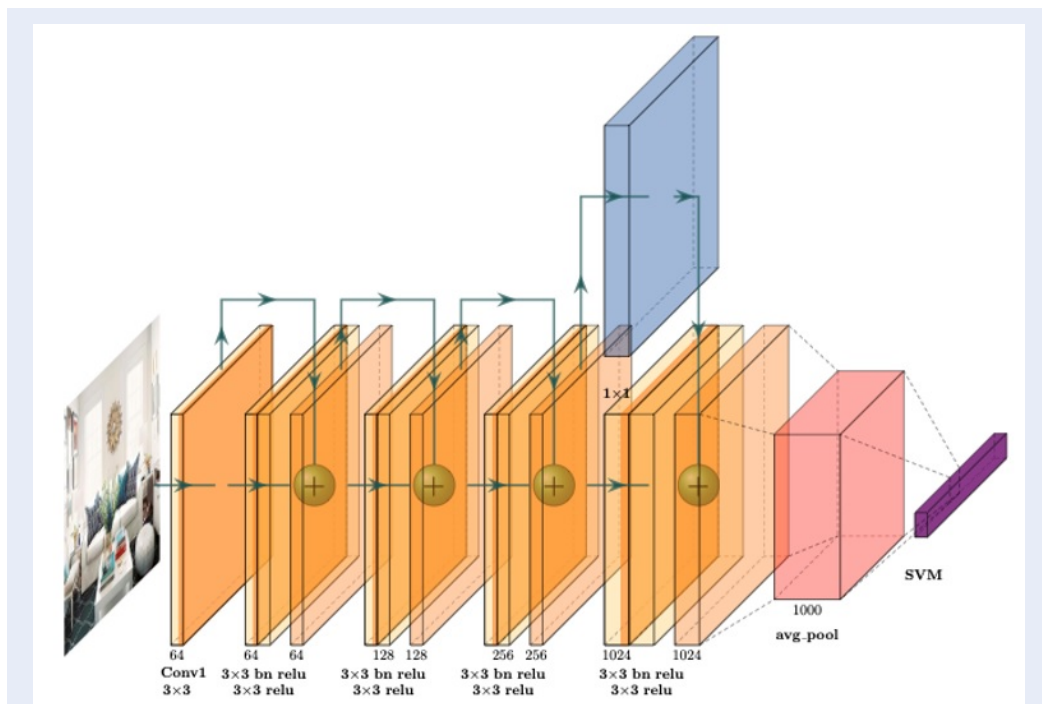 1×1
SVM
1000
avg_pool
64
64 64
128 128
256 256
1024 1024
Conv1
3×3
3×3 bn relu
3×3 relu
3×3 bn relu
3×3 relu
3×3 bn relu
3×3 relu
3×3 bn relu
3×3 relu